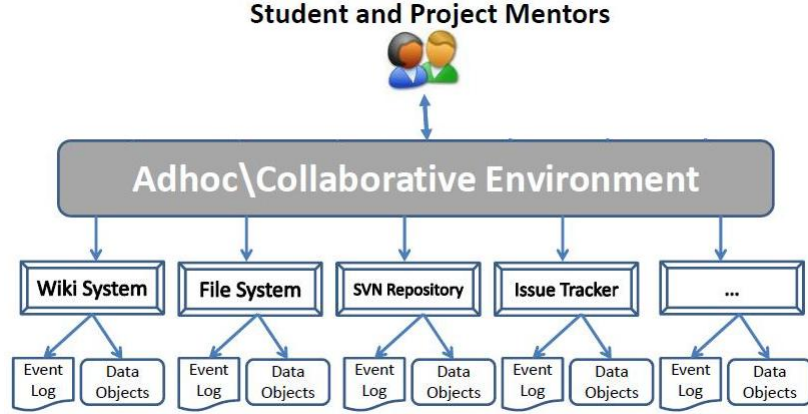 Student and Project Mentors
Adhoc\Collaborative Environment
Wiki System
File System
SVN Repository
Issue Tracker
...
Event
Log
Data
Objects
Event
Log
Data
Objects
Event
Log
Data
Objects
Event
Log
Data
Objects
Event
Log
Data
Objects